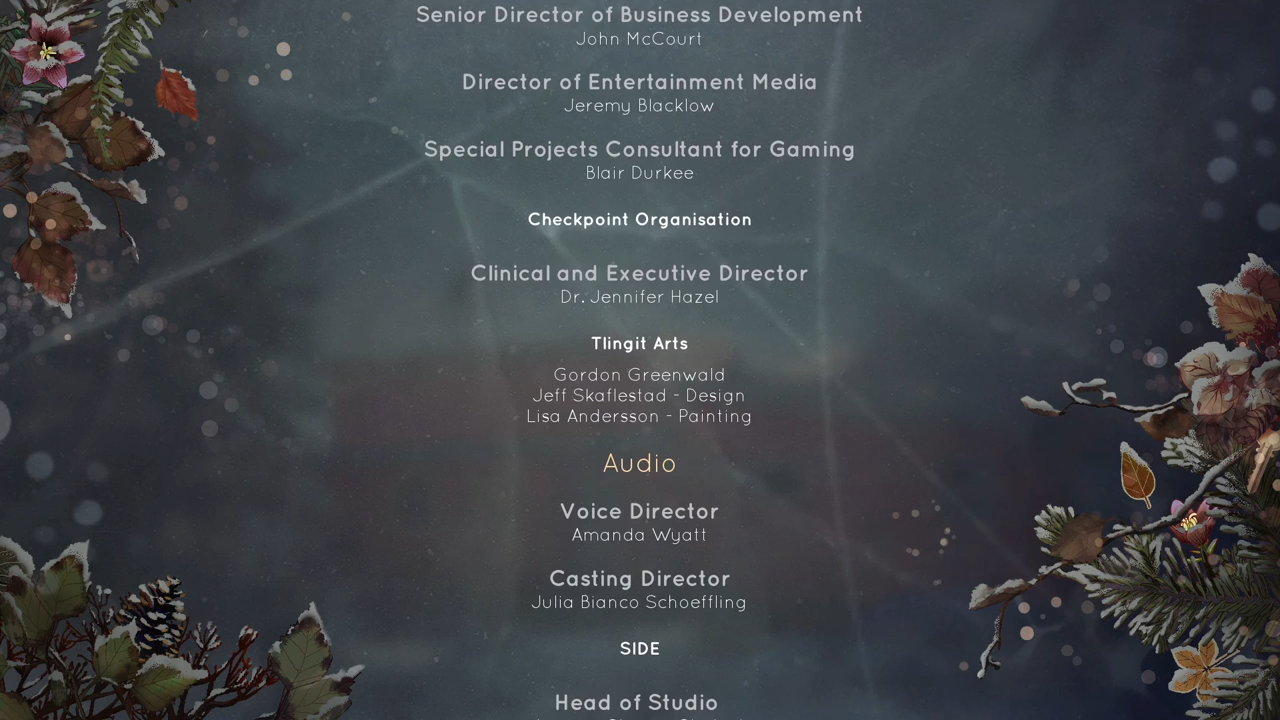 Senior Director of Business Development
John McCourt
Director of Entertainment Media
Jeremy Blacklow
Special Projects Consultant for Gaming
Blair Durkee
Checkpoint Organisation
Clinical and Executive Director
Dr. Jennifer Hazel
Tlingit Arts
Gordon Greenwald
Jeff Skaflestad - Design
Lisa Andersson - Painting
Audio
Voice Director
Amanda Wyatt
Casting Director
Julia Bianco Schoeffling
SIDE
Head of Studio